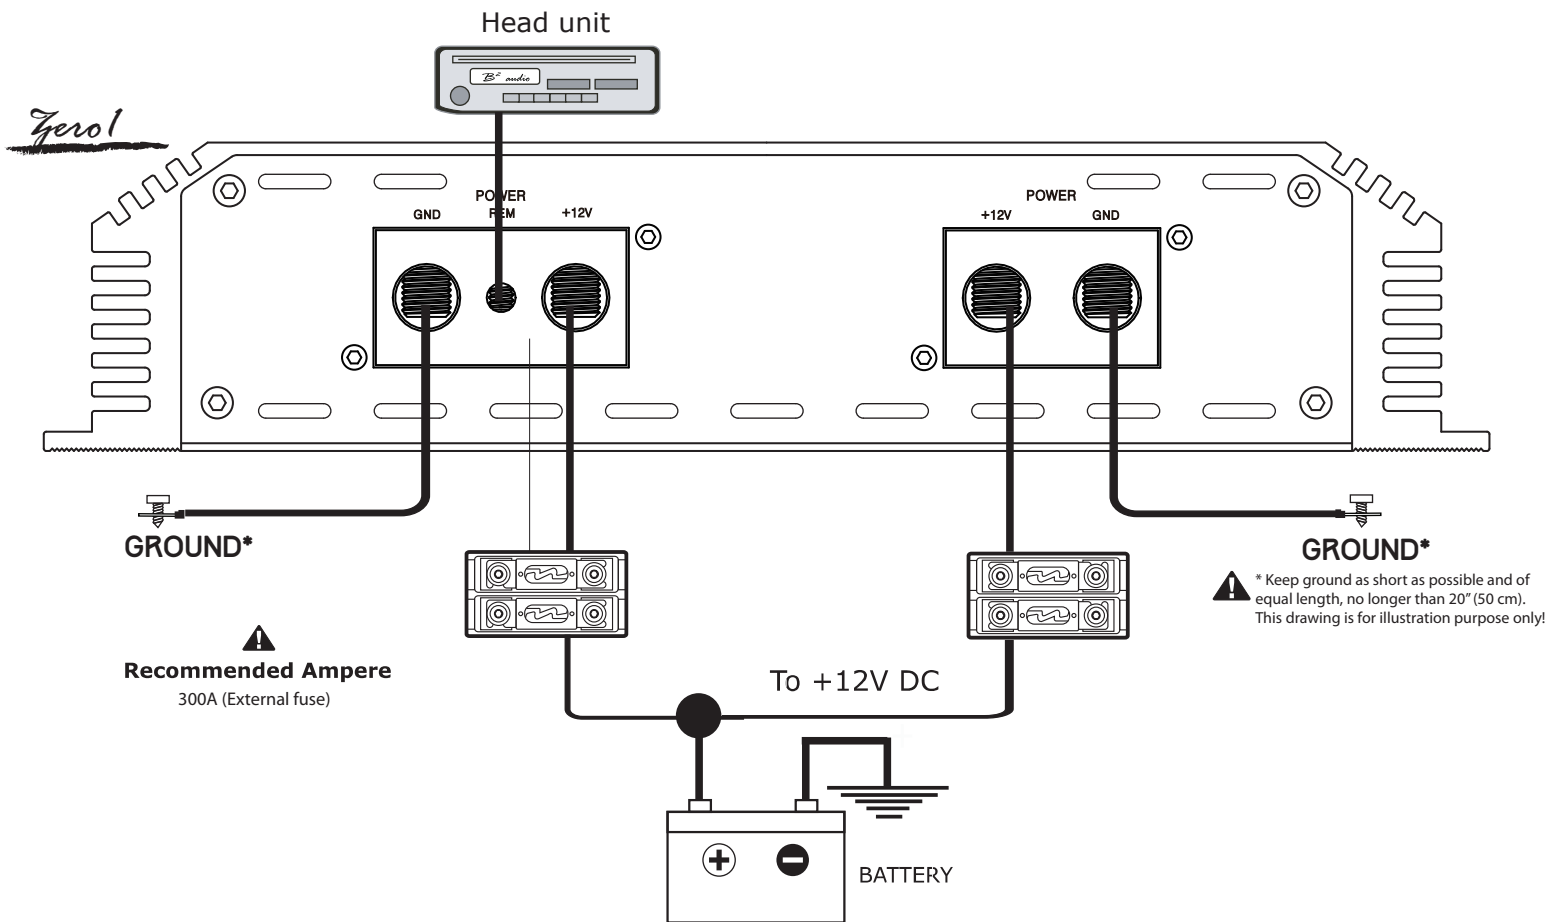 Head unit
B² audio
Zero 1
POWER
GND REM +12V
POWER
+12V GND
GROUND*
GROUND*
* Keep ground as short as possible and of
equal length, no longer than 20” (50 cm).
This drawing is for illustration purpose only!
Recommended Ampere
300A (External fuse)
To +12V DC
BATTERY